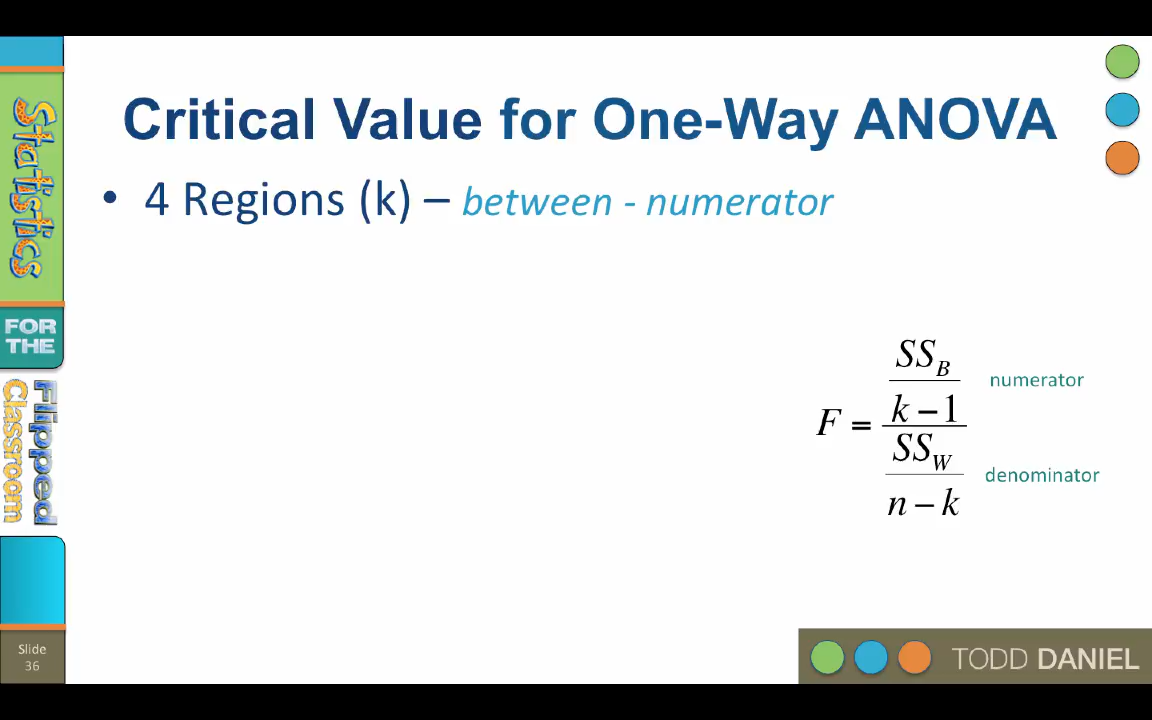 Critical Value for One-Way ANOVA
• 4 Regions (k) – between - numerator
F = 
SS_B
k − 1
numerator
SS_W
n − k
denominator
Statistics
FOR THE
Flipped
Classroom
Slide
36
TODD DANIEL